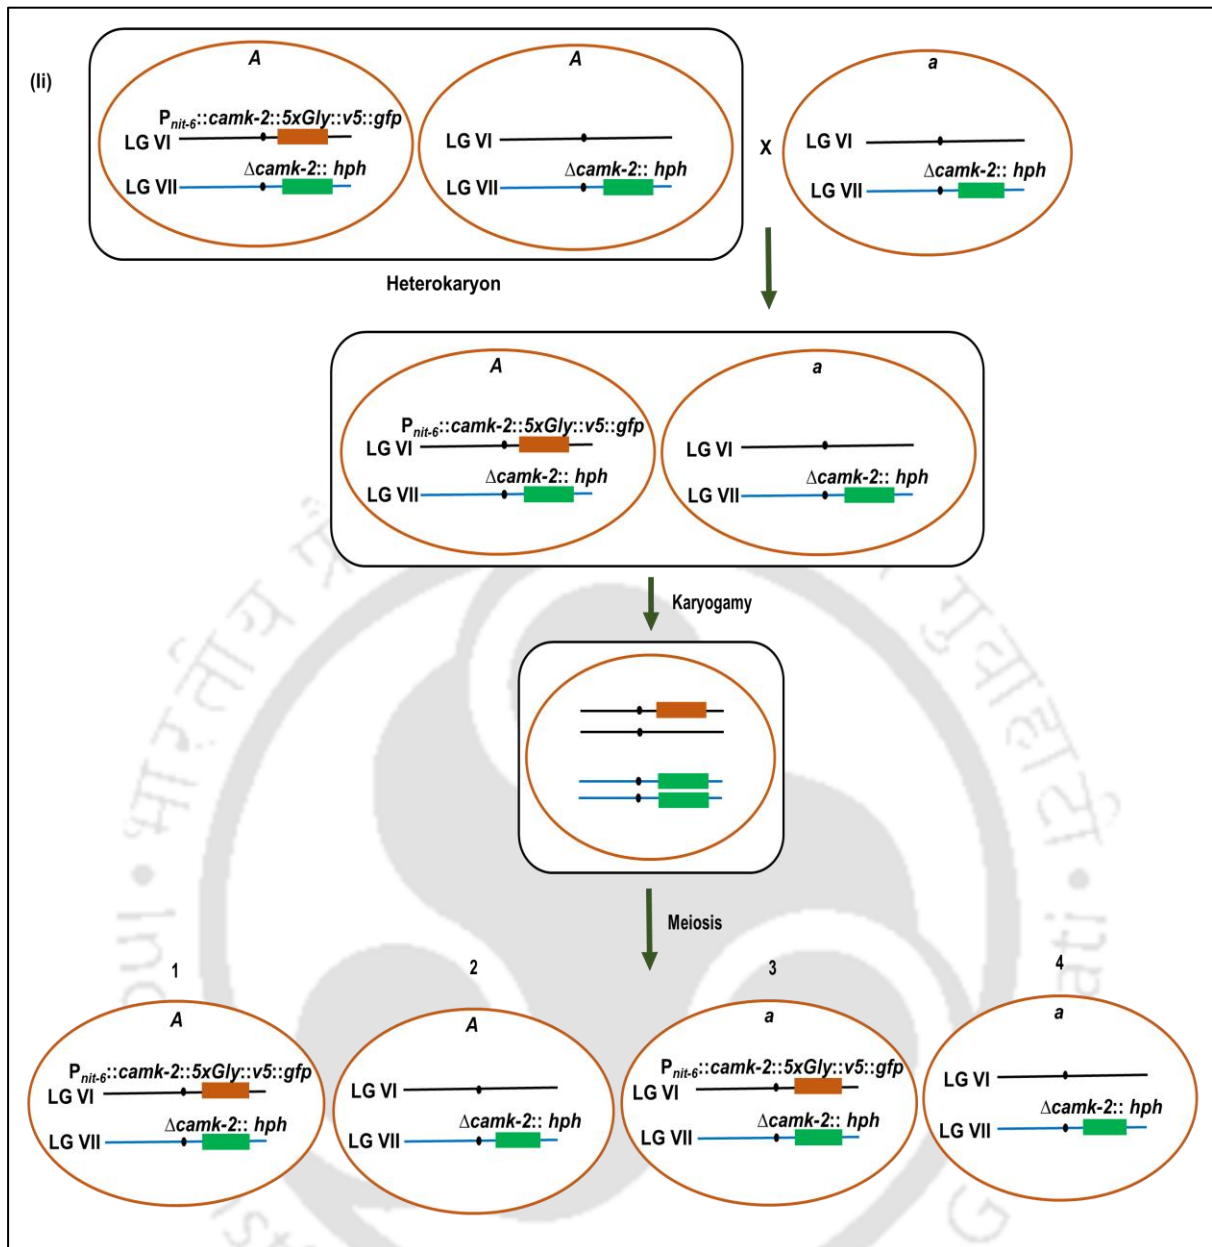 (Ii)
A
A
a
Pnit-6::camk-2::5xGly::v5::gfp
LG VI
LG VI
LG VI
Δcamk-2:: hph
Δcamk-2:: hph
Δcamk-2:: hph
LG VII
LG VII
LG VII
X
Heterokaryon
A
a
Pnit-6::camk-2::5xGly::v5::gfp
LG VI
LG VI
Δcamk-2:: hph
Δcamk-2:: hph
LG VII
LG VII
Karyogamy
Meiosis
1
2
3
4
A
A
a
a
Pnit-6::camk-2::5xGly::v5::gfp
Pnit-6::camk-2::5xGly::v5::gfp
LG VI
LG VI
LG VI
LG VI
Δcamk-2:: hph
Δcamk-2:: hph
Δcamk-2:: hph
Δcamk-2:: hph
LG VII
LG VII
LG VII
LG VII